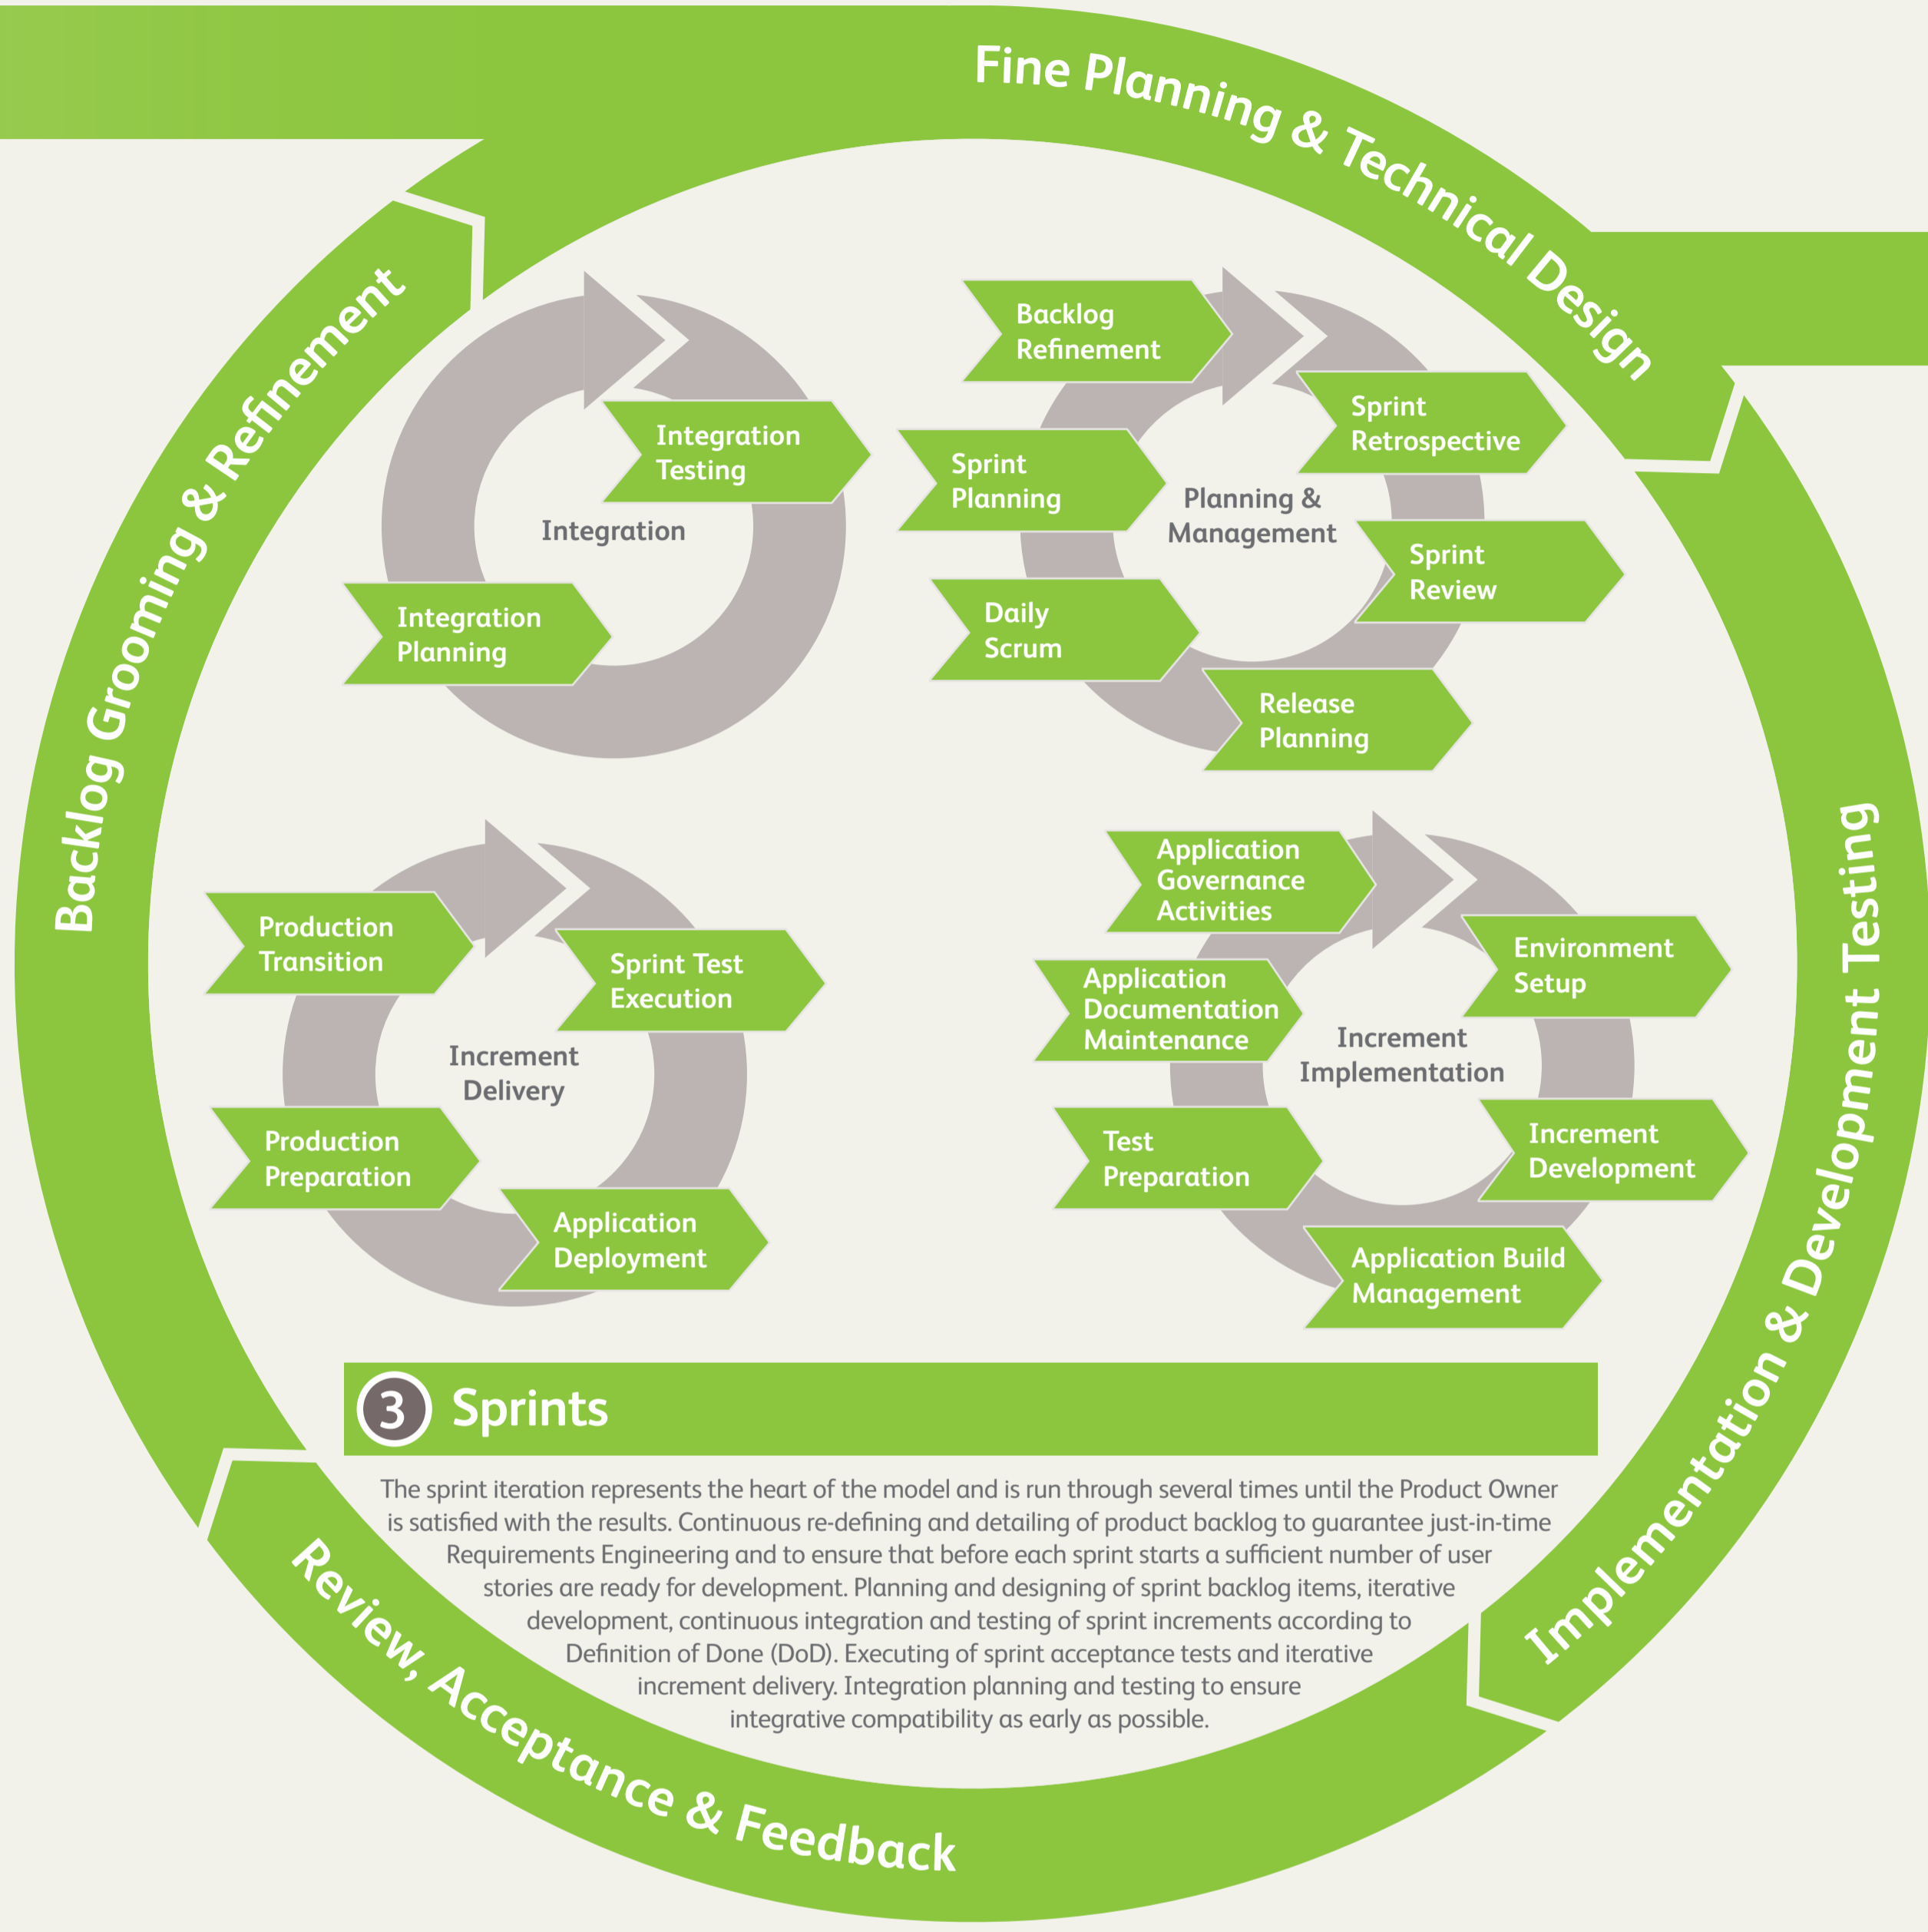 Fine Planning & Technical Design
Backlog Grooming & Refinement
Implementation & Development Testing
Review, Acceptance & Feedback
Integration
Testing
Integration
Integration
Planning
Backlog
Refinement
Sprint
Retrospective
Sprint
Planning
Planning &
Management
Sprint
Review
Daily
Scrum
Release
Planning
Production
Transition
Sprint Test
Execution
Increment
Delivery
Production
Preparation
Application
Deployment
Application
Governance
Activities
Environment
Setup
Application
Documentation
Maintenance
Increment
Implementation
Increment
Development
Test
Preparation
Application Build
Management
3 Sprints
The sprint iteration represents the heart of the model and is run through several times until the Product Owner
is satisfied with the results. Continuous re-defining and detailing of product backlog to guarantee just-in-time
Requirements Engineering and to ensure that before each sprint starts a sufficient number of user
stories are ready for development. Planning and designing of sprint backlog items, iterative
development, continuous integration and testing of sprint increments according to
Definition of Done (DoD). Executing of sprint acceptance tests and iterative
increment delivery. Integration planning and testing to ensure
integrative compatibility as early as possible.